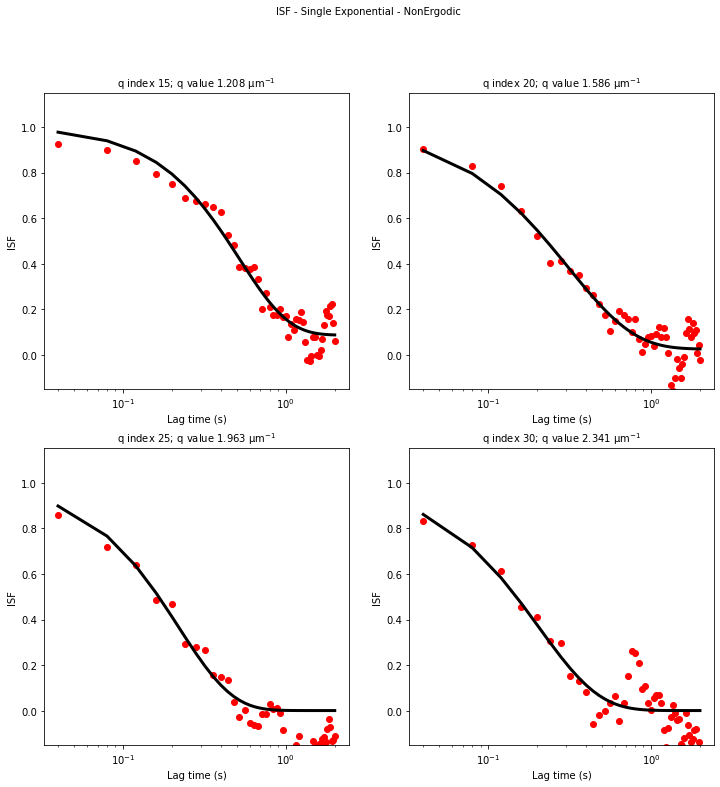 ISF - Single Exponential - NonErgodic
q index 15; q value 1.208 μm⁻¹
q index 20; q value 1.586 μm⁻¹
1.0
0.8
0.6
0.4
0.2
0.0
ISF
10⁻¹
10⁰
Lag time (s)
1.0
0.8
0.6
0.4
0.2
0.0
ISF
10⁻¹
10⁰
Lag time (s)
q index 25; q value 1.963 μm⁻¹
q index 30; q value 2.341 μm⁻¹
1.0
0.8
0.6
0.4
0.2
0.0
ISF
10⁻¹
10⁰
Lag time (s)
1.0
0.8
0.6
0.4
0.2
0.0
ISF
10⁻¹
10⁰
Lag time (s)